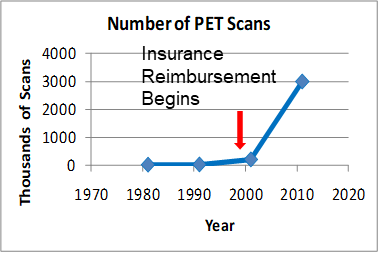 Number of PET Scans
Insurance
Reimbursement
Begins
Thousands of Scans
4000
3000
2000
1000
0
1970 1980 1990 2000 2010 2020
Year